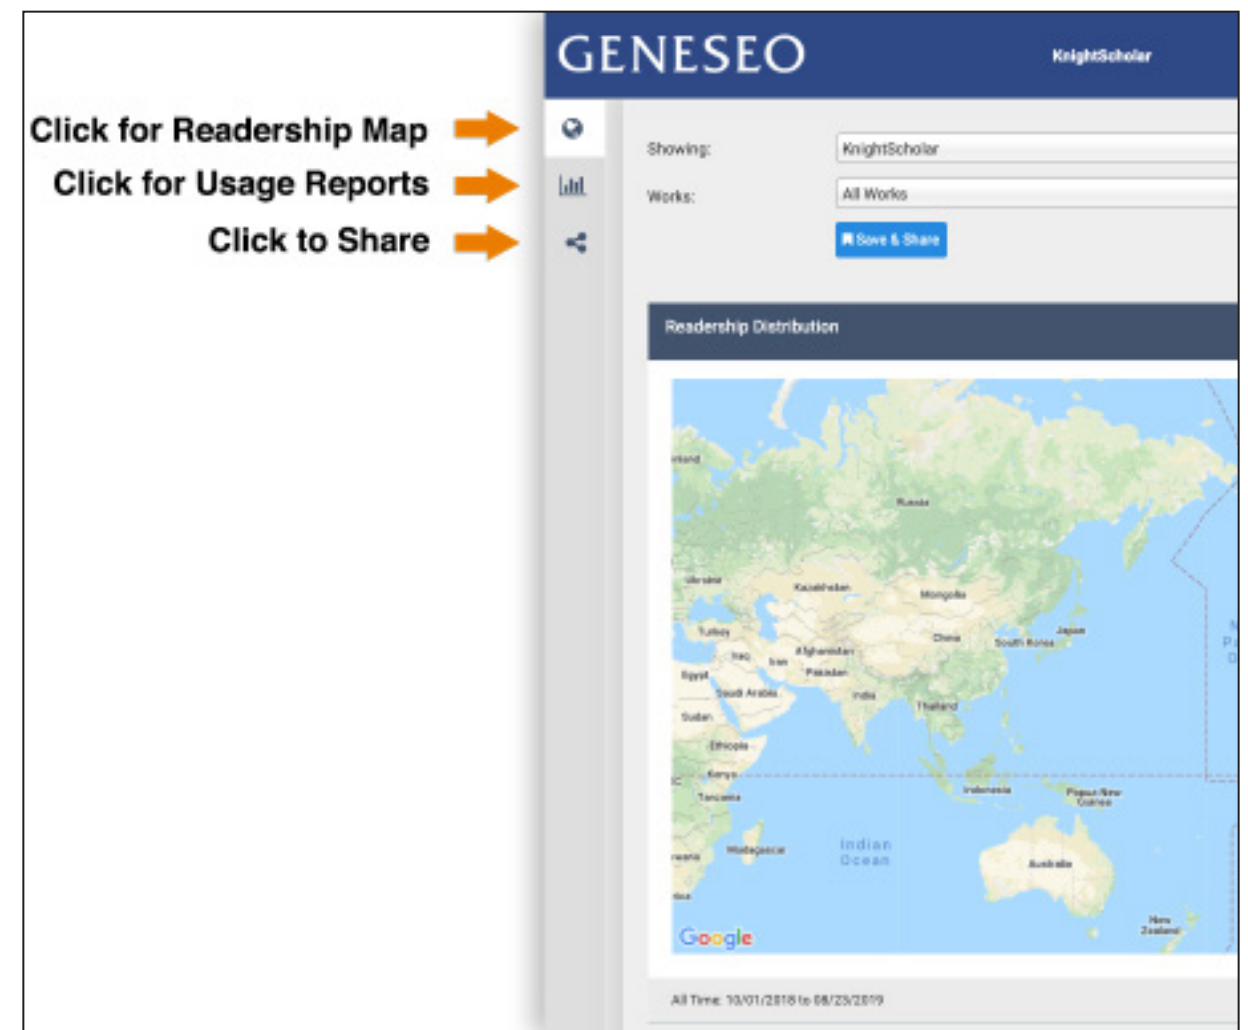 GENESEO
KnightScholar
Click for Readership Map
Click for Usage Reports
Click to Share
Showing:
KnightScholar
Works:
All Works
Save & Share
Readership Distribution
Russia
Ukraine
Kazakhstan
Mongolia
Turkey
China
South Korea
Japan
Iraq
Iran
Afghanistan
Pakistan
Egypt
Saudi Arabia
India
Thailand
Sudan
Ethiopia
Kenya
Tanzania
Indonesia
Papua New
Guinea
Madagascar
Indian
Ocean
Australia
New
Zealand
Google
All Time: 10/01/2018 to 08/23/2019